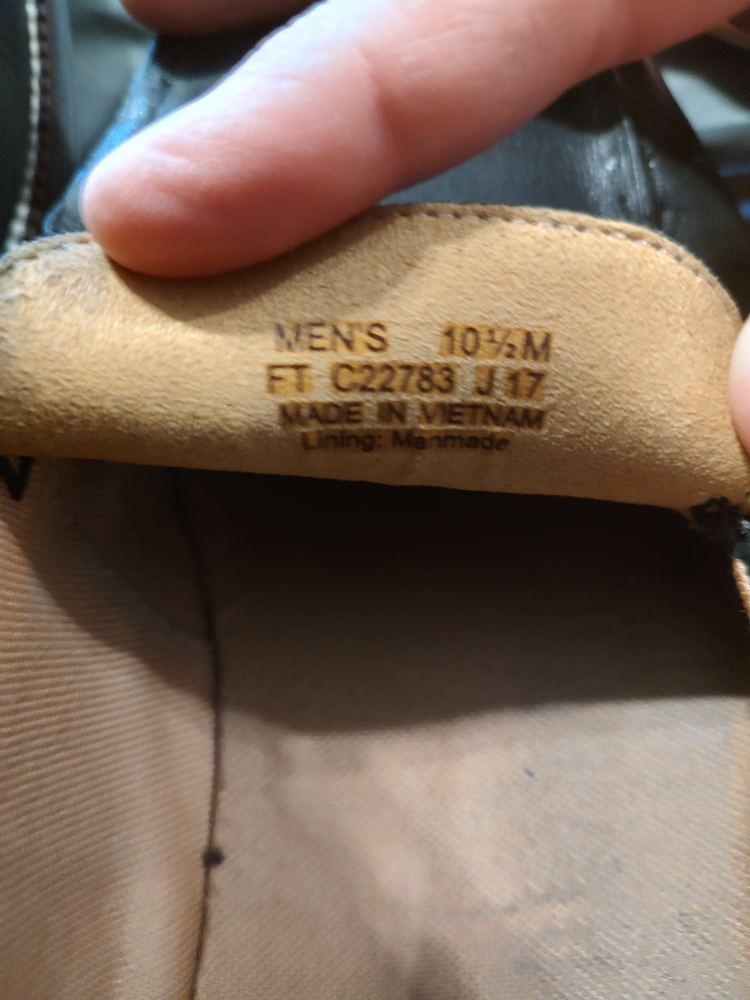 MEN'S 10½M
FT C22783 J 17
MADE IN VIETNAM
Lining: Manmade